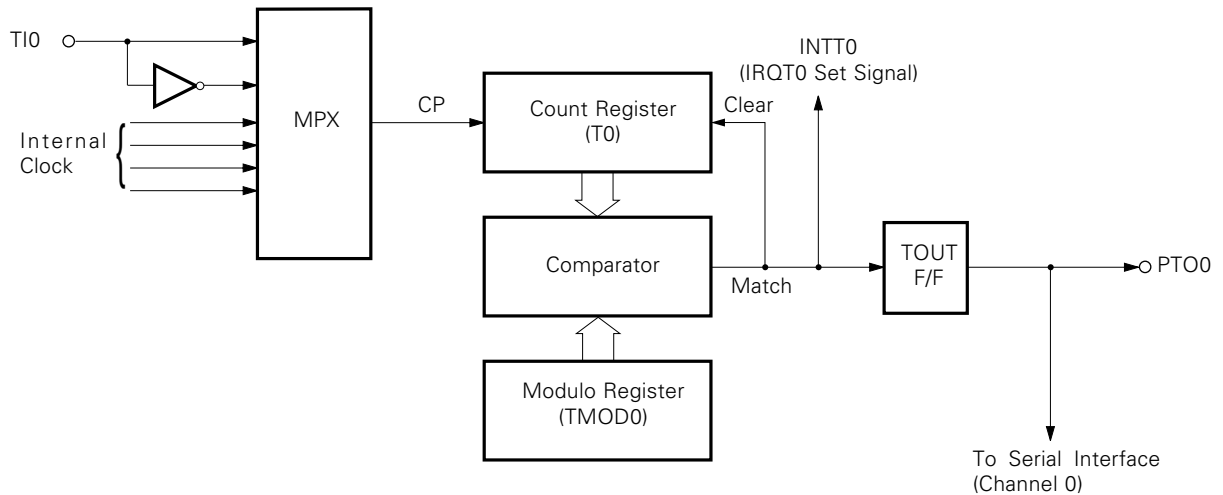 TI0
Internal
Clock
MPX
CP
Count Register
(T0)
Clear
INTT0
(IRQT0 Set Signal)
Comparator
Match
TOUT
F/F
PTO0
Modulo Register
(TMOD0)
To Serial Interface
(Channel 0)